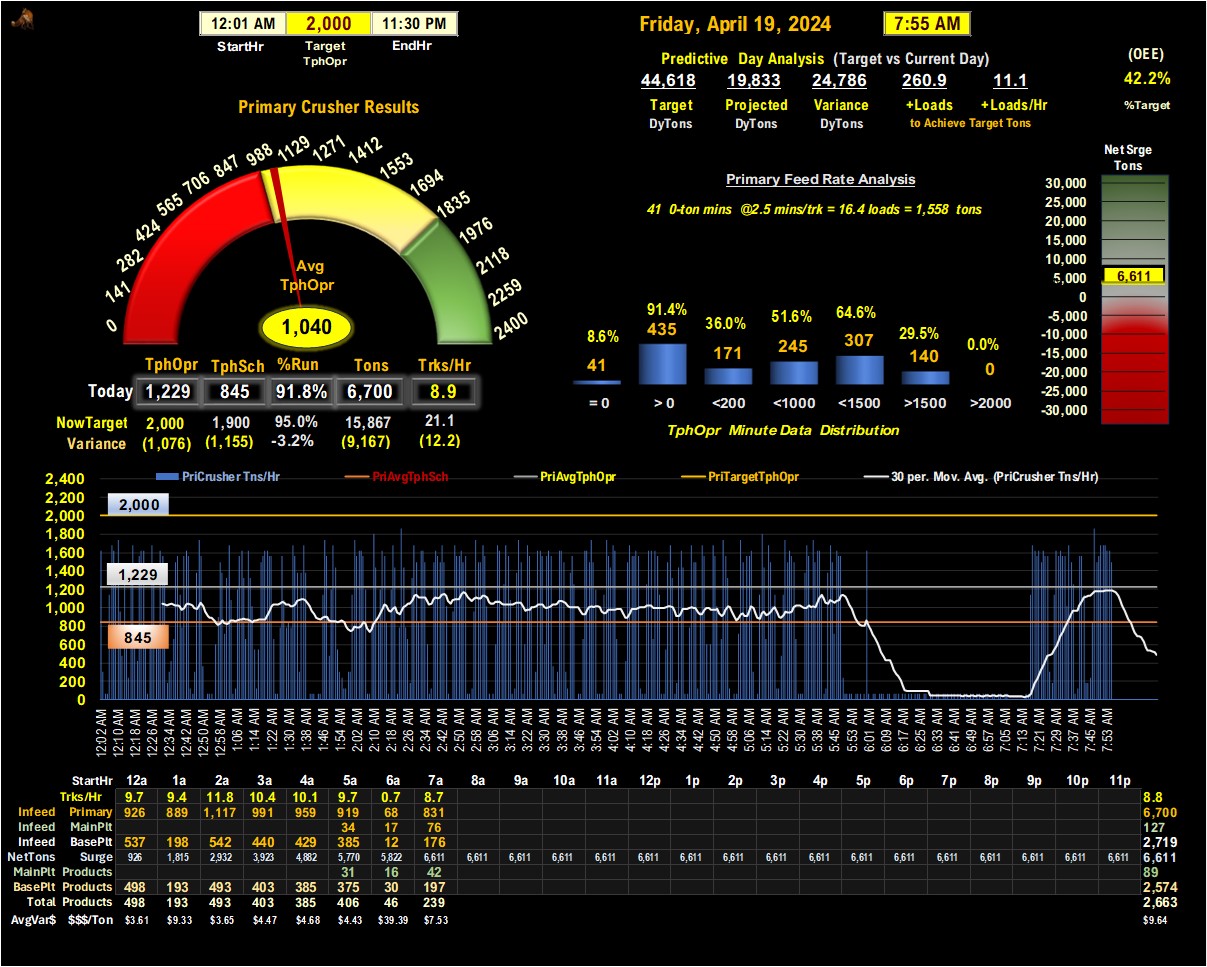 12:01 AM 2,000 11:30 PM
StartHr Target EndHr
TphOpr
Friday, April 19, 2024 7:55 AM
Predictive Day Analysis (Target vs Current Day)
44,618 19,833 24,786 260.9 11.1
Target Projected Variance +Loads +Loads/Hr
DyTons DyTons DyTons to Achieve Target Tons
(OEE)
42.2%
%Target
Primary Crusher Results
0 141 282 424 565 706 847 988 1129 1271 1412 1553 1694 1835 1976 2118 2259 2400
Avg
TphOpr
1,040
TphOpr TphSch %Run Tons Trks/Hr
Today 1,229 845 91.8% 6,700 8.9
NowTarget 2,000 1,900 95.0% 15,867 21.1
Variance (1,076) (1,155) -3.2% (9,167) (12.2)
Primary Feed Rate Analysis
41 0-ton mins @2.5 mins/trk = 16.4 loads = 1,558 tons
8.6% 91.4% 36.0% 51.6% 64.6% 29.5% 0.0%
41 435 171 245 307 140 0
= 0 > 0 <200 <1000 <1500 >1500 >2000
TphOpr Minute Data Distribution
Net Srge
Tons
30,000
25,000
20,000
15,000
10,000
5,000
6,611
0
-5,000
-10,000
-15,000
-20,000
-25,000
-30,000
PriCrusher Tns/Hr PriAvgTphSch PriAvgTphOpr PriTargetTphOpr 30 per. Mov. Avg. (PriCrusher Tns/Hr)
2,400
2,200
2,000
1,800
1,600
1,400
1,200
1,000
800
600
400
200
0
2,000
1,229
845
12:02 AM 12:10 AM 12:18 AM 12:26 AM 12:34 AM 12:42 AM 12:50 AM 12:58 AM 1:06 AM 1:14 AM 1:22 AM 1:30 AM 1:38 AM 1:46 AM 1:54 AM 2:02 AM 2:10 AM 2:18 AM 2:26 AM 2:34 AM 2:42 AM 2:50 AM 2:58 AM 3:06 AM 3:14 AM 3:22 AM 3:30 AM 3:38 AM 3:46 AM 3:54 AM 4:02 AM 4:10 AM 4:18 AM 4:26 AM 4:34 AM 4:42 AM 4:50 AM 4:58 AM 5:06 AM 5:14 AM 5:22 AM 5:30 AM 5:37 AM 5:45 AM 5:53 AM 6:01 AM 6:09 AM 6:17 AM 6:25 AM 6:33 AM 6:41 AM 6:49 AM 6:57 AM 7:05 AM 7:13 AM 7:21 AM 7:29 AM 7:37 AM 7:45 AM 7:53 AM
StartHr 12a 1a 2a 3a 4a 5a 6a 7a 8a 9a 10a 11a 12p 1p 2p 3p 4p 5p 6p 7p 8p 9p 10p 11p
Trks/Hr 9.7 9.4 11.8 10.4 10.1 9.7 0.7 8.7 8.8
Infeed Primary 926 889 1,117 991 959 919 68 831 6,700
Infeed MainPlt 34 17 76 127
Infeed BasePlt 537 198 542 440 429 385 12 176 2,719
NetTons Surge 926 1,815 2,932 3,923 4,882 5,770 5,822 6,611 6,611 6,611 6,611 6,611 6,611 6,611 6,611 6,611 6,611 6,611 6,611 6,611 6,611 6,611 6,611 6,611 6,611
MainPlt Products 31 16 42 89
BasePlt Products 498 193 493 403 385 375 30 197 2,574
Total Products 498 193 493 403 385 406 46 239 2,663
AvgVar$ $$$/Ton $3.61 $9.33 $3.65 $4.47 $4.68 $4.43 $39.39 $7.53 $9.64